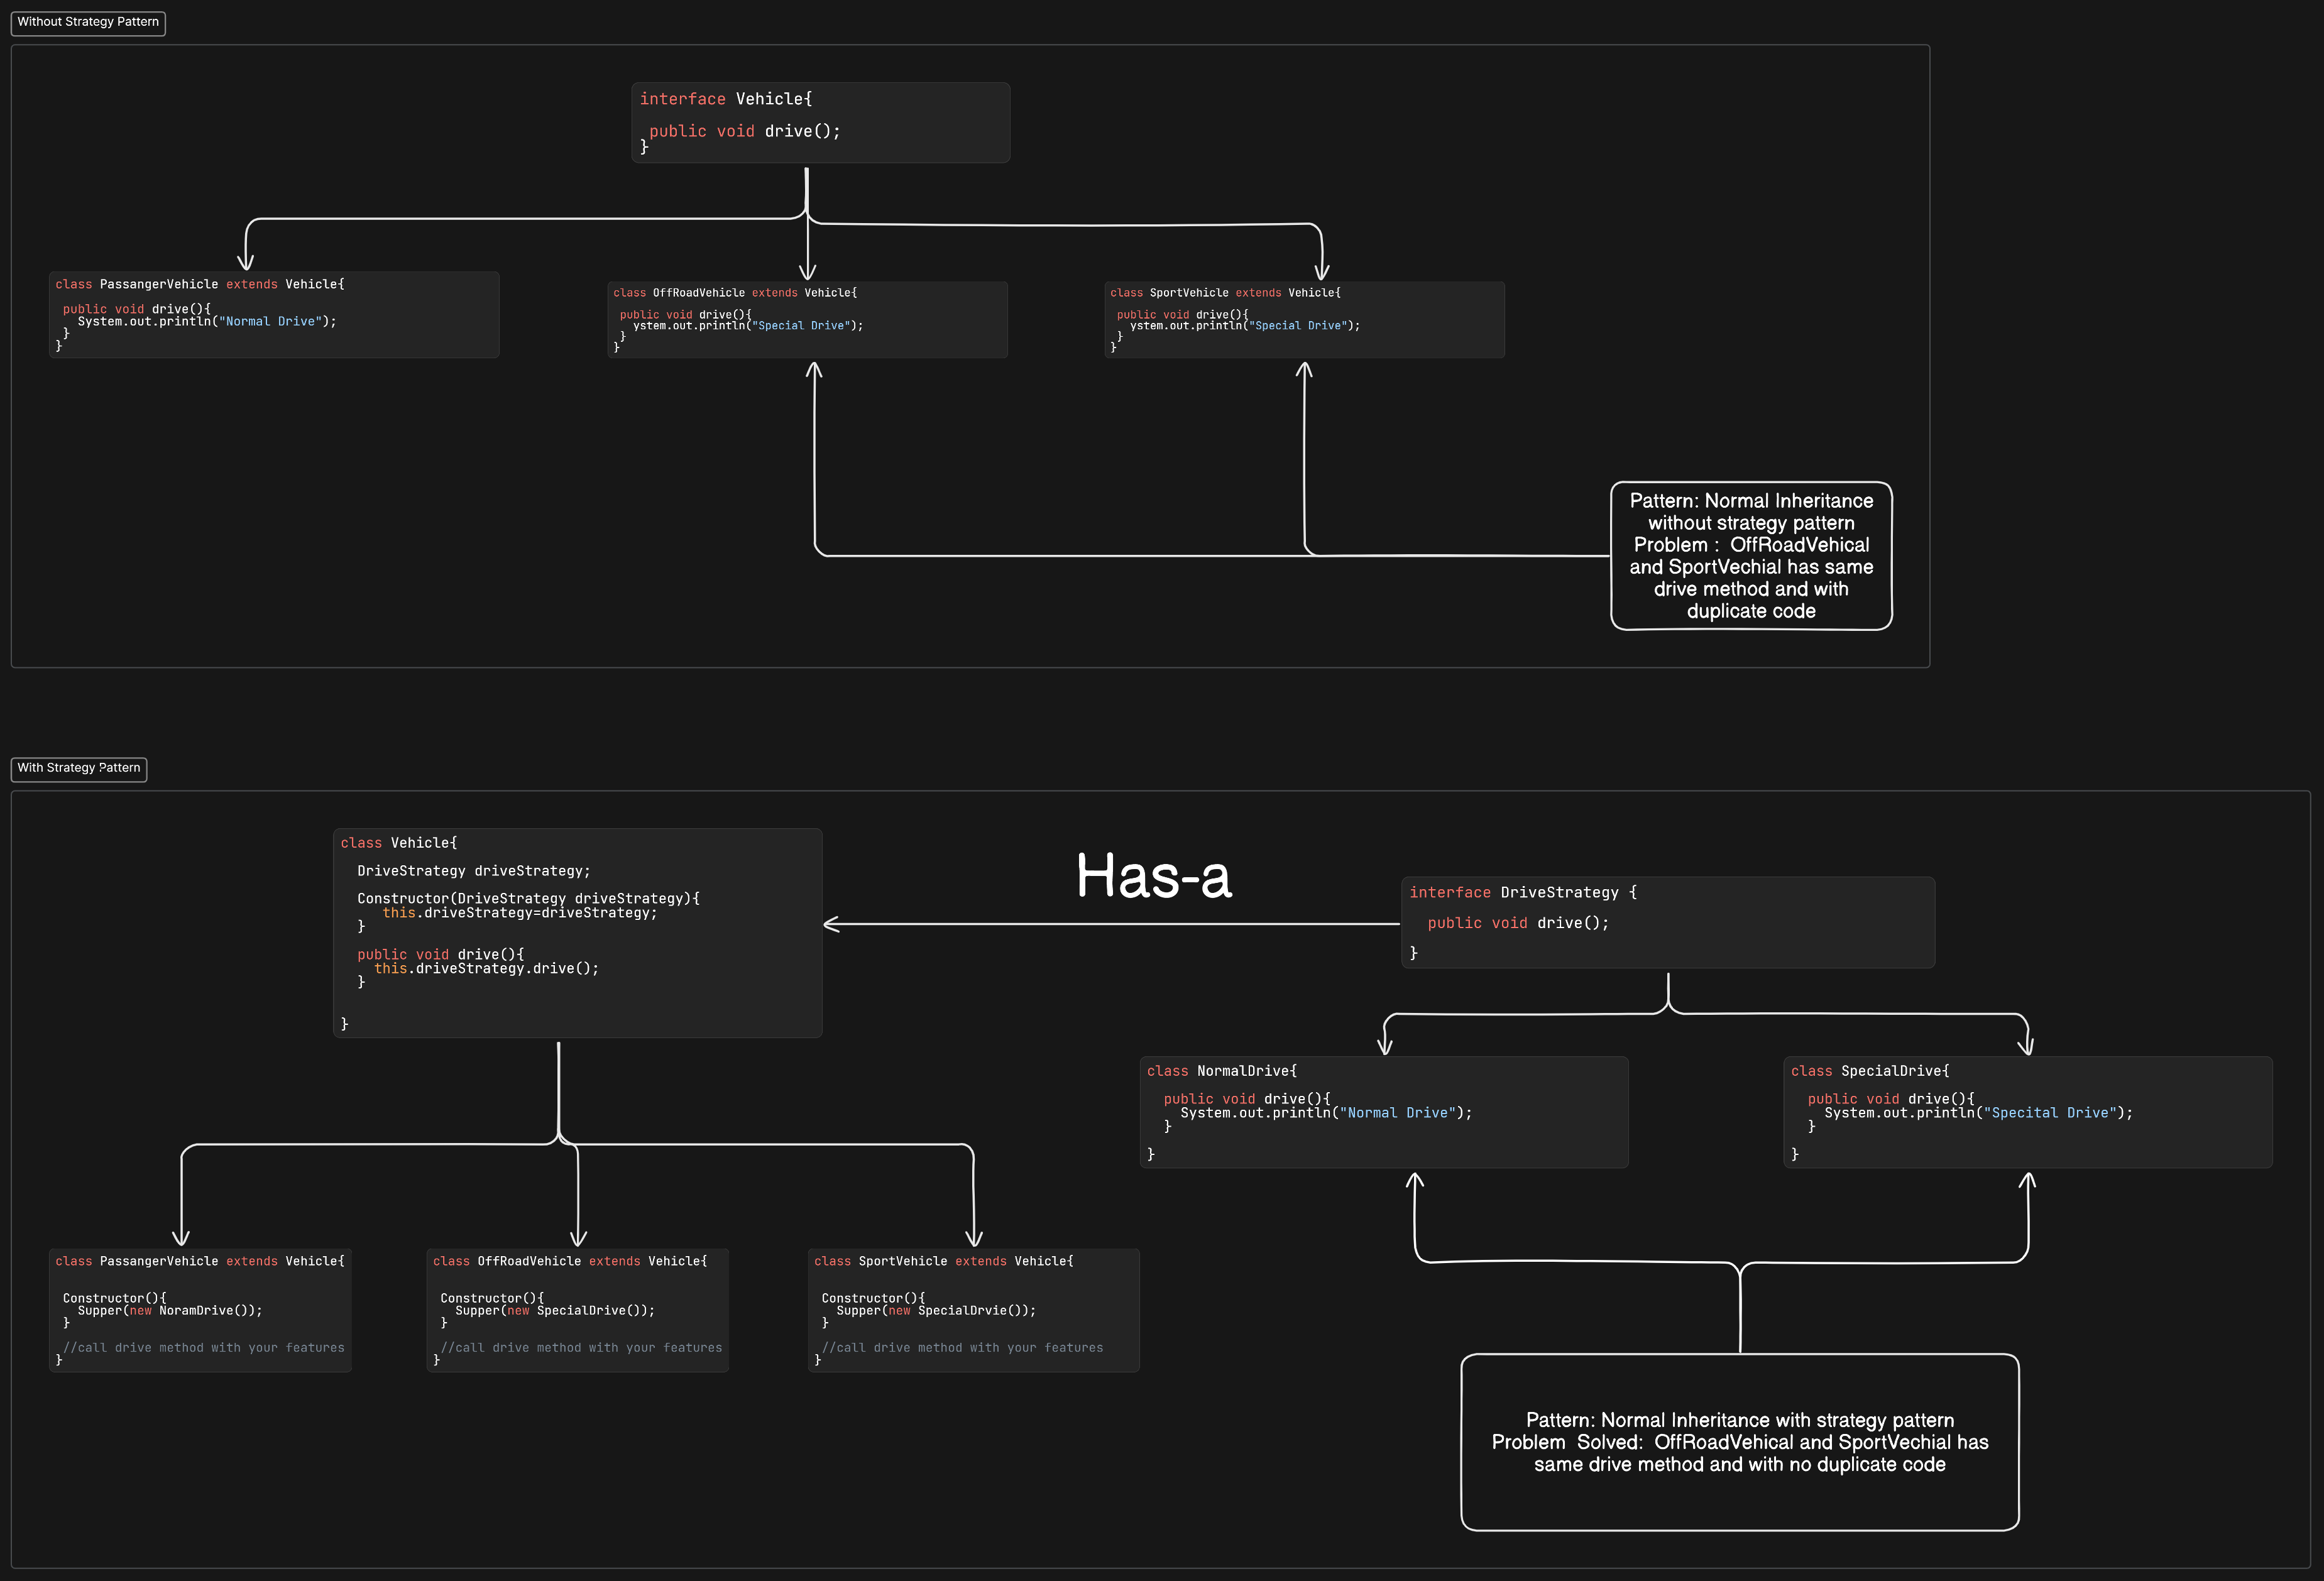 Without Strategy Pattern
interface Vehicle{
public void drive();
}
class PassangerVehicle extends Vehicle{
public void drive(){
System.out.println("Normal Drive");
}
}
class OffRoadVehicle extends Vehicle{
public void drive(){
ystem.out.println("Special Drive");
}
}
class SportVehicle extends Vehicle{
public void drive(){
ystem.out.println("Special Drive");
}
}
Pattern: Normal Inheritance
without strategy pattern
Problem : OffRoadVehical
and SportVechial has same
drive method and with
duplicate code
With Strategy Pattern
class Vehicle{
DriveStrategy driveStrategy;
Constructor(DriveStrategy driveStrategy){
this.driveStrategy=driveStrategy;
}
public void drive(){
this.driveStrategy.drive();
}
}
Has-a
interface DriveStrategy {
public void drive();
}
class NormalDrive{
public void drive(){
System.out.println("Normal Drive");
}
}
class SpecialDrive{
public void drive(){
System.out.println("Specital Drive");
}
}
class PassangerVehicle extends Vehicle{
Constructor(){
Supper(new NoramDrive());
}
//call drive method with your features
}
class OffRoadVehicle extends Vehicle{
Constructor(){
Supper(new SpecialDrive());
}
//call drive method with your features
}
class SportVehicle extends Vehicle{
Constructor(){
Supper(new SpecialDrvie());
}
//call drive method with your features
}
Pattern: Normal Inheritance with strategy pattern
Problem Solved: OffRoadVehical and SportVechial has
same drive method and with no duplicate code